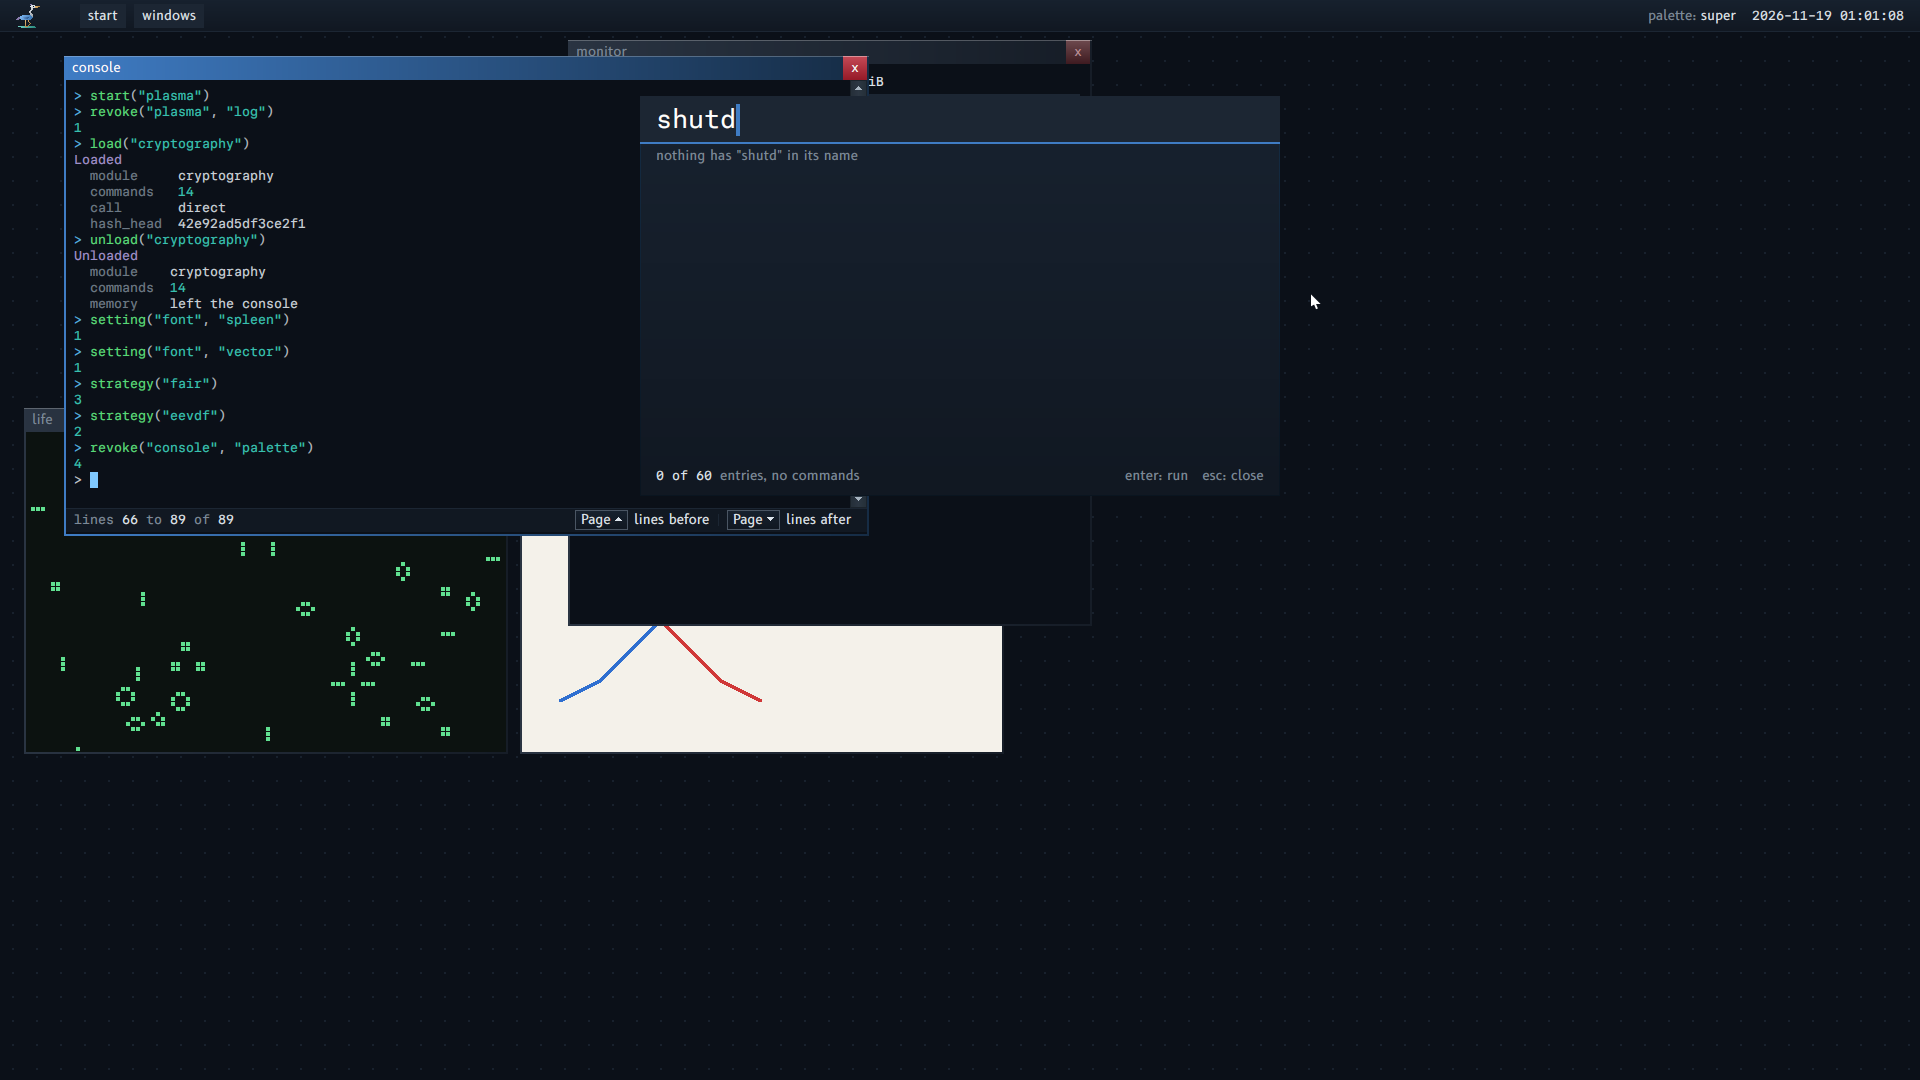 start windows palette: super 2026-11-19 01:01:08
monitor x
console x
iB
> start("plasma")
> revoke("plasma", "log")
1
> load("cryptography")
Loaded
module cryptography
commands 14
call direct
hash_head 42e92ad5df3ce2f1
> unload("cryptography")
Unloaded
module cryptography
commands 14
memory left the console
> setting("font", "spleen")
1
> setting("font", "vector")
1
> strategy("fair")
3
> strategy("eevdf")
2
> revoke("console", "palette")
4
>
lines 66 to 89 of 89 Page lines before Page lines after
shutd
nothing has "shutd" in its name
0 of 60 entries, no commands enter: run esc: close
life